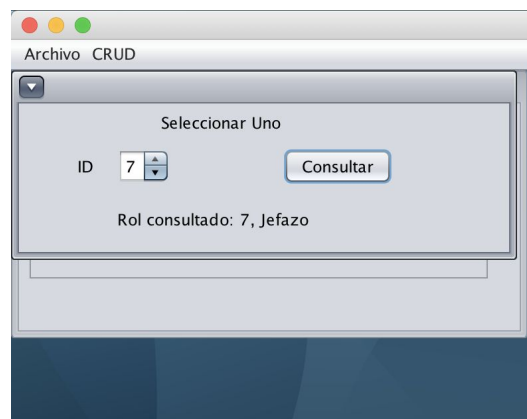 Archivo CRUD
Seleccionar Uno
ID 7 Consultar
Rol consultado: 7, Jefazo